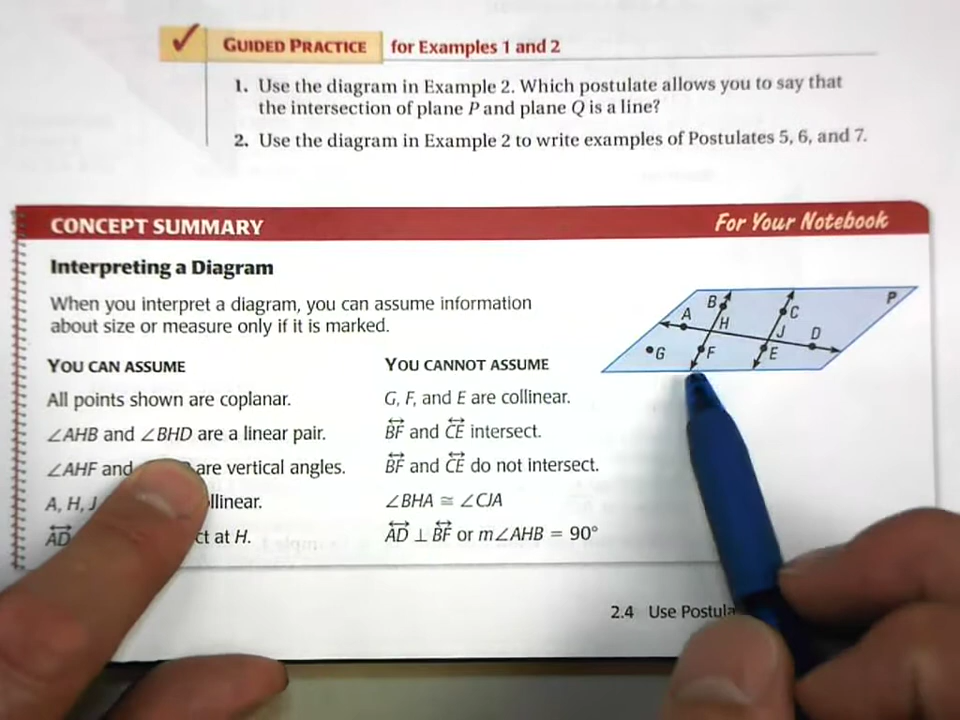 ✓ GUIDED PRACTICE for Examples 1 and 2
1. Use the diagram in Example 2. Which postulate allows you to say that
the intersection of plane P and plane Q is a line?
2. Use the diagram in Example 2 to write examples of Postulates 5, 6, and 7.
CONCEPT SUMMARY
For Your Notebook
Interpreting a Diagram
When you interpret a diagram, you can assume information
about size or measure only if it is marked.
YOU CAN ASSUME
All points shown are coplanar.
∠AHB and ∠BHD are a linear pair.
∠AHF and are vertical angles.
A, H, J
AD ct at H.
YOU CANNOT ASSUME
G, F, and E are collinear.
BF and CE intersect.
BF and CE do not intersect.
∠BHA ≅ ∠CJA
AD ⊥ BF or m∠AHB = 90°
B
C
P
A
H
J
D
G
F
E
2.4 Use Postula